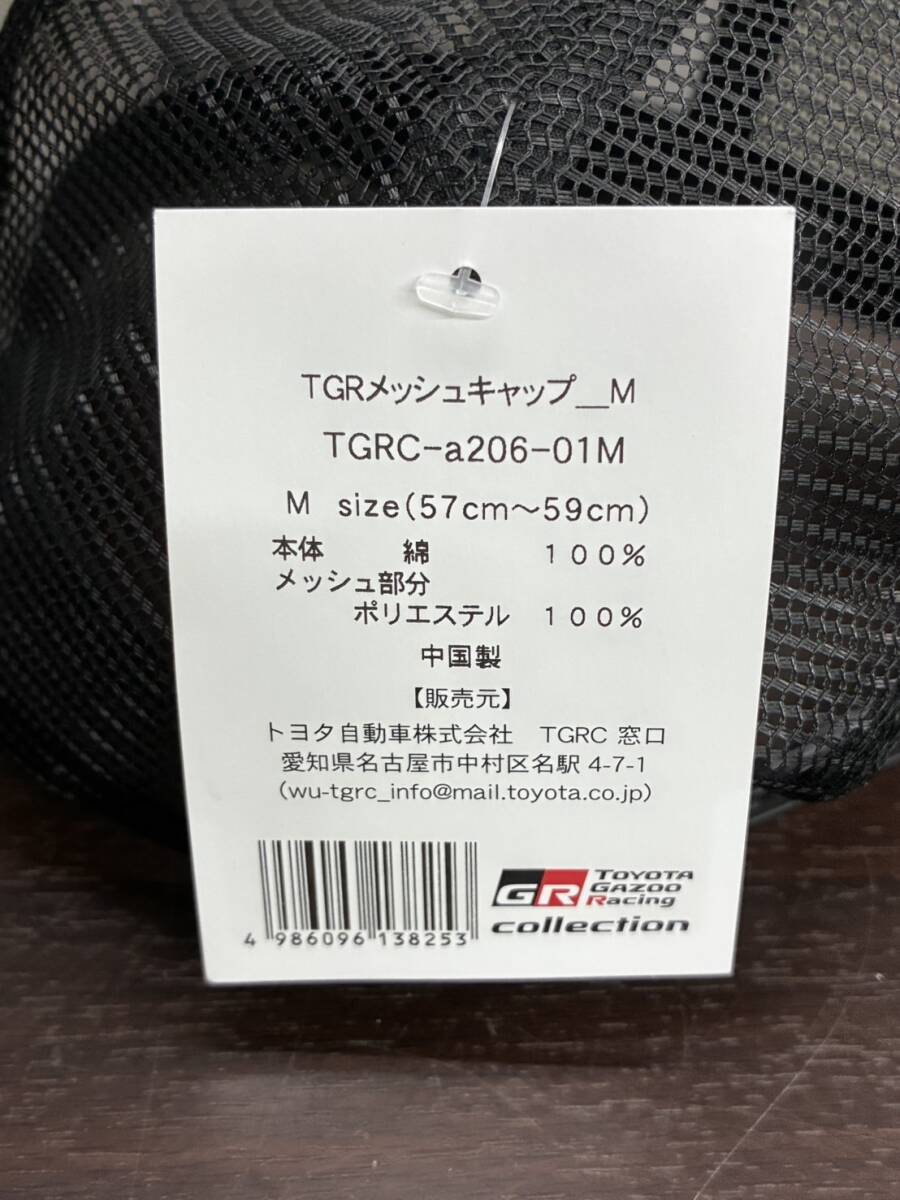 TGRメッシュキャップ__M
TGRC-a206-01M
M size(57cm～59cm)
本体 綿 100%
メッシュ部分
ポリエステル 100%
中国製
【販売元】
トヨタ自動車株式会社 TGRC 窓口
愛知県名古屋市中村区名駅 4-7-1
(wu-tgrc_info@mail.toyota.co.jp)
4 986096 138253
GR TOYOTA
GAZOO
Racing
collection